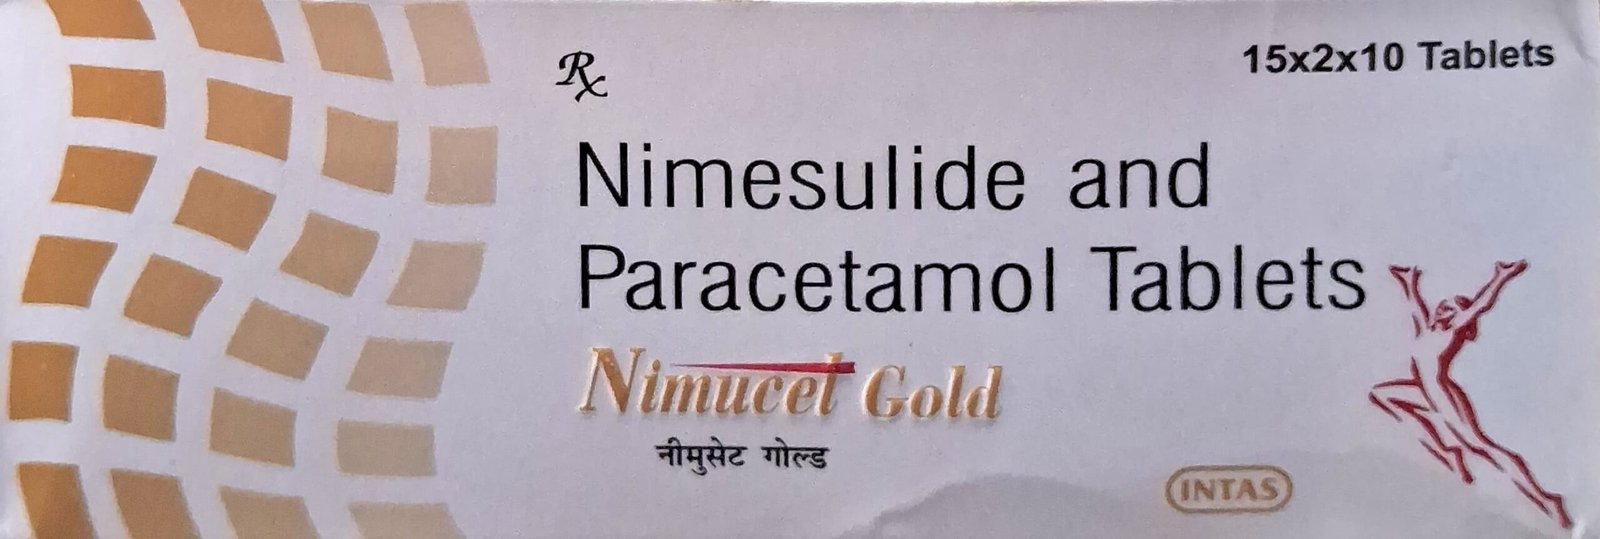 Rx
15x2x10 Tablets
Nimesulide and
Paracetamol Tablets
Nimucet Gold
नीमुसेट गोल्ड
INTAS